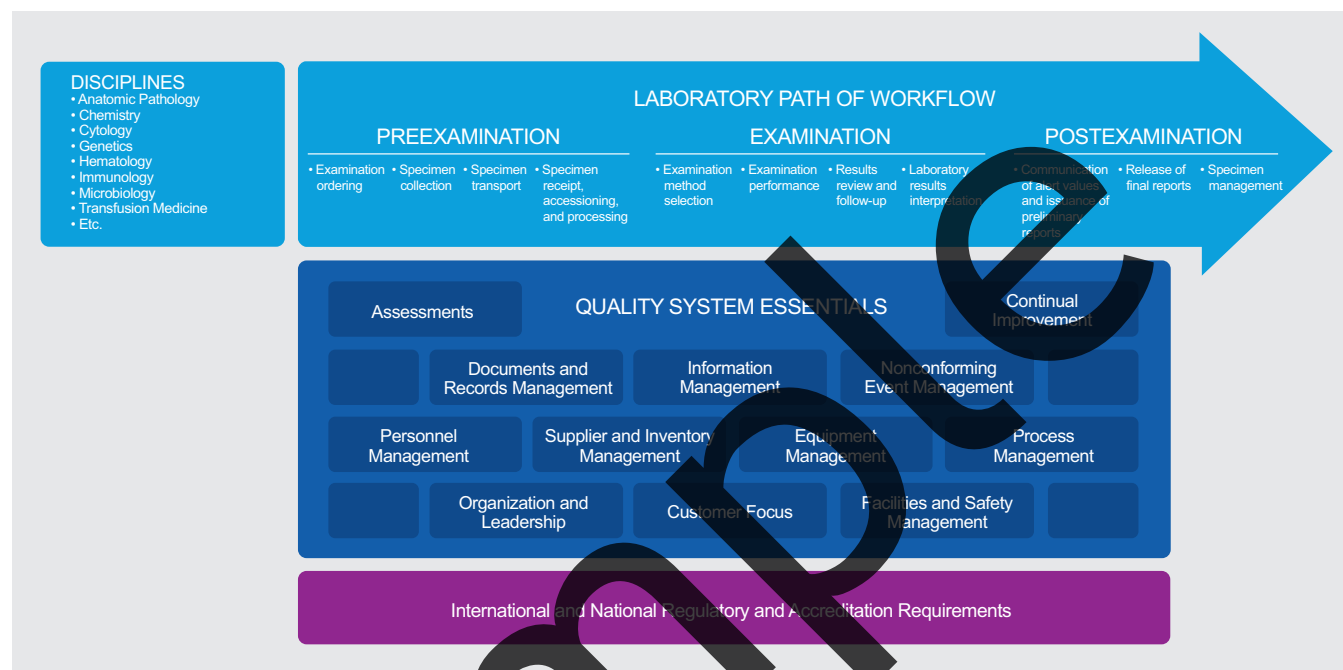 DISCIPLINES
• Anatomic Pathology
• Chemistry
• Cytology
• Genetics
• Hematology
• Immunology
• Microbiology
• Transfusion Medicine
• Etc.
LABORATORY PATH OF WORKFLOW
PREEXAMINATION
• Examination
ordering
• Specimen
collection
• Specimen
transport
• Specimen
receipt,
accessioning,
and processing
EXAMINATION
• Examination
method
selection
• Examination
performance
• Results
review and
follow-up
• Laboratory
results
interpretation
POSTEXAMINATION
• Communication
of alert values
and issuance of
preliminary
reports
• Release of
final reports
• Specimen
management
QUALITY SYSTEM ESSENTIALS
Assessments
Continual
Improvement
Documents and
Records Management
Information
Management
Nonconforming
Event Management
Personnel
Management
Supplier and Inventory
Management
Equipment
Management
Process
Management
Organization and
Leadership
Customer Focus
Facilities and Safety
Management
International and National Regulatory and Accreditation Requirements
mple